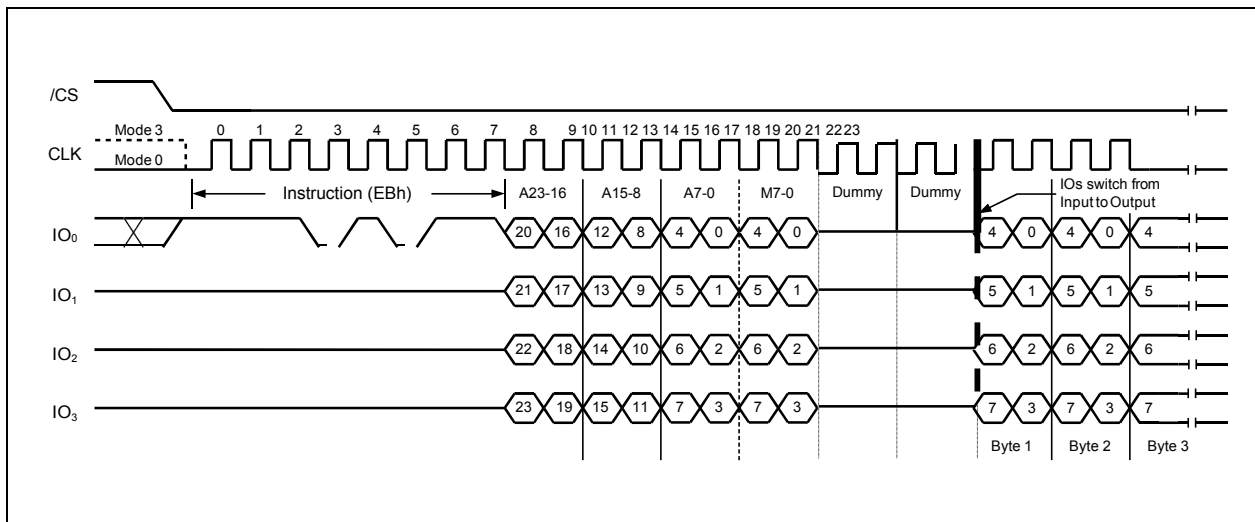 /CS
Mode 3 0 1 2 3 4 5 6 7 8 9 10 11 12 13 14 15 16 17 18 19 20 21 22 23
CLK Mode 0
Instruction (EBh) A23-16 A15-8 A7-0 M7-0 Dummy Dummy IOs switch from
Input to Output
IO₀ 20 16 12 8 4 0 4 0 4 0 4 0 4
IO₁ 21 17 13 9 5 1 5 1 5 1 5 1 5
IO₂ 22 18 14 10 6 2 6 2 6 2 6 2 6
IO₃ 23 19 15 11 7 3 7 3 7 3 7 3 7
Byte 1 Byte 2 Byte 3